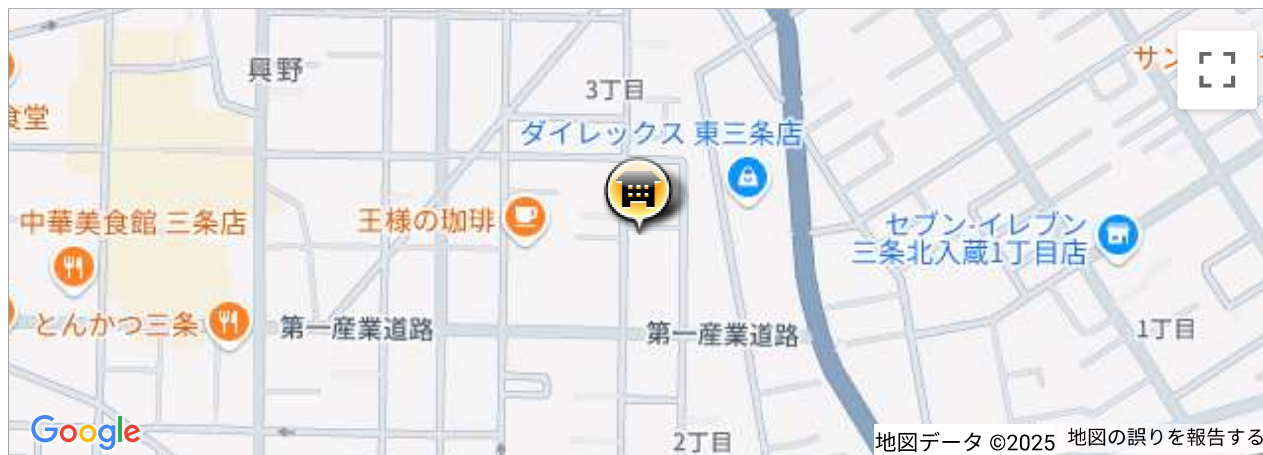 サン
興野
3丁目
食堂
ダイレックス 東三条店
中華美食館 三条店
王様の珈琲
セブン-イレブン
三条北入蔵1丁目店
とんかつ三条
第一産業道路
第一産業道路
1丁目
2丁目
Google
地図データ ©2025
地図の誤りを報告する